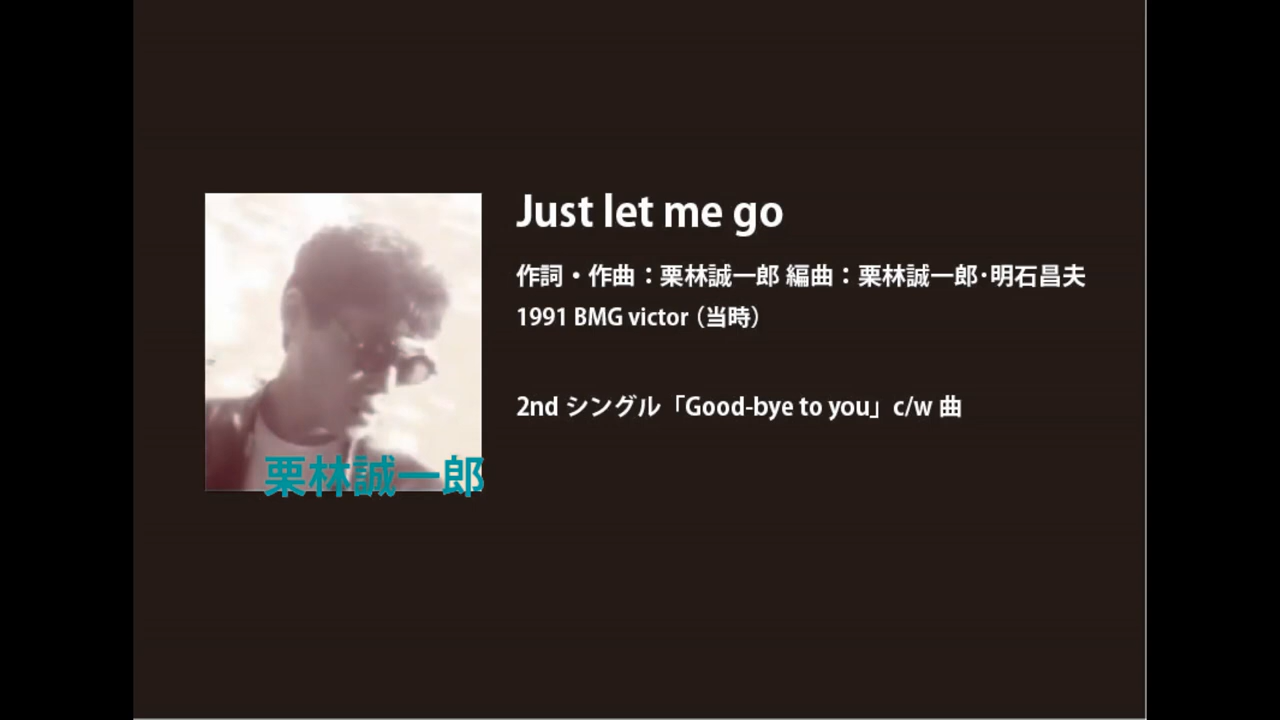 Just let me go
作詞・作曲：栗林誠一郎 編曲：栗林誠一郎･明石昌夫
1991 BMG victor（当時）
2nd シングル「Good-bye to you」c/w 曲
栗林誠一郎